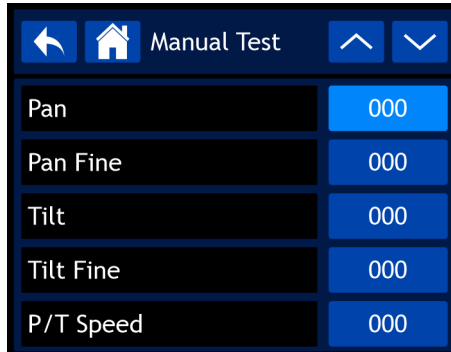 Manual Test
Pan 000
Pan Fine 000
Tilt 000
Tilt Fine 000
P/T Speed 000